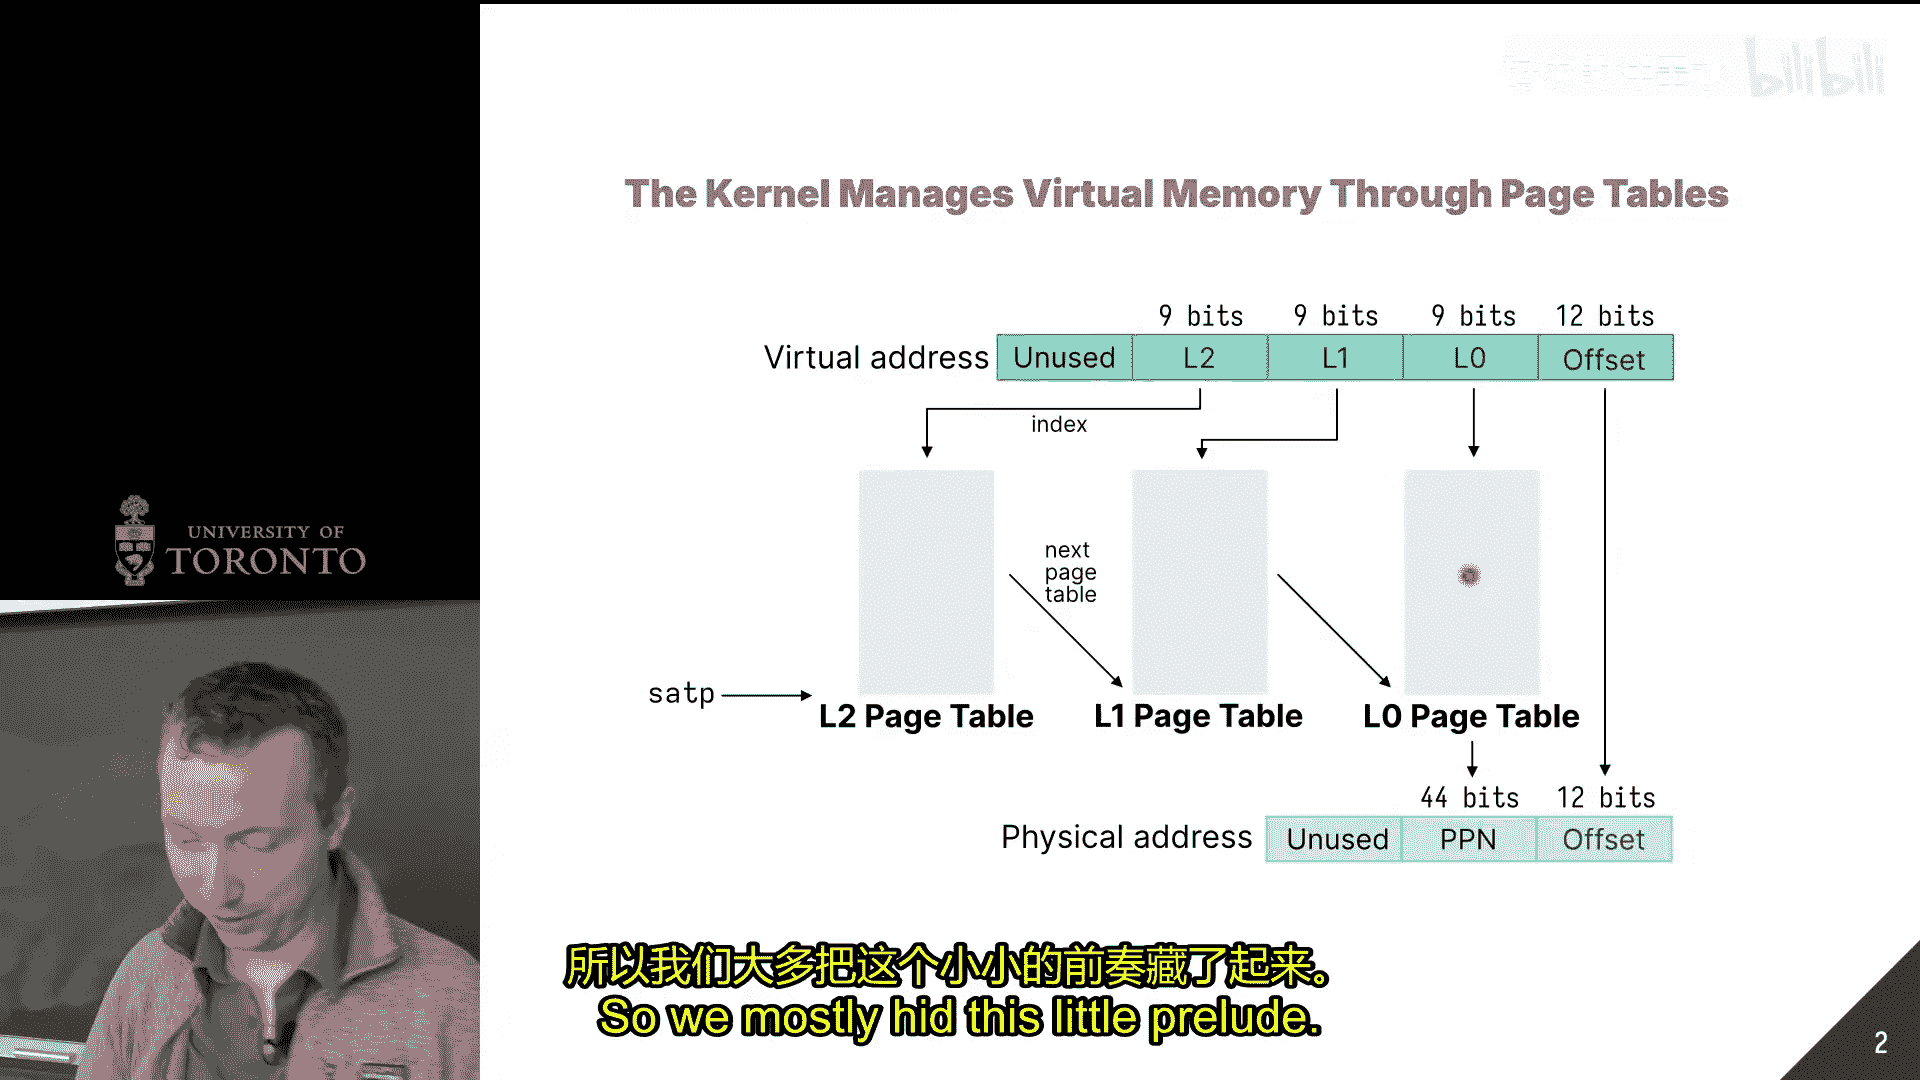 bilibili
The Kernel Manages Virtual Memory Through Page Tables
9 bits 9 bits 9 bits 12 bits
Virtual address Unused L2 L1 L0 Offset
index
UNIVERSITY OF
TORONTO
next
page
table
satp
L2 Page Table L1 Page Table L0 Page Table
44 bits 12 bits
Physical address Unused PPN Offset
所以我们大多把这个小小的前奏藏了起来。
So we mostly hid this little prelude.
2